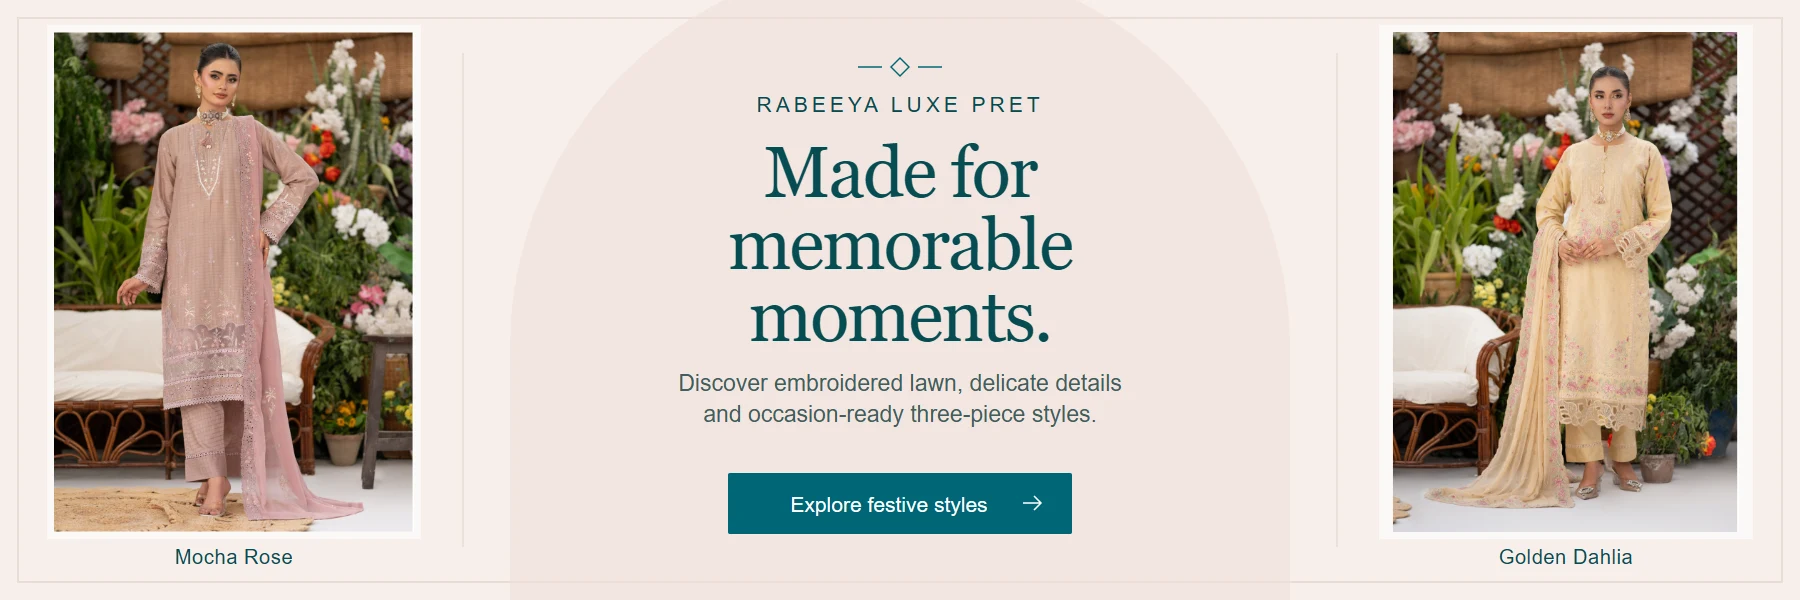 RABEEYA LUXE PRET
Made for
memorable
moments.
Discover embroidered lawn, delicate details
and occasion-ready three-piece styles.
Explore festive styles
Mocha Rose
Golden Dahlia